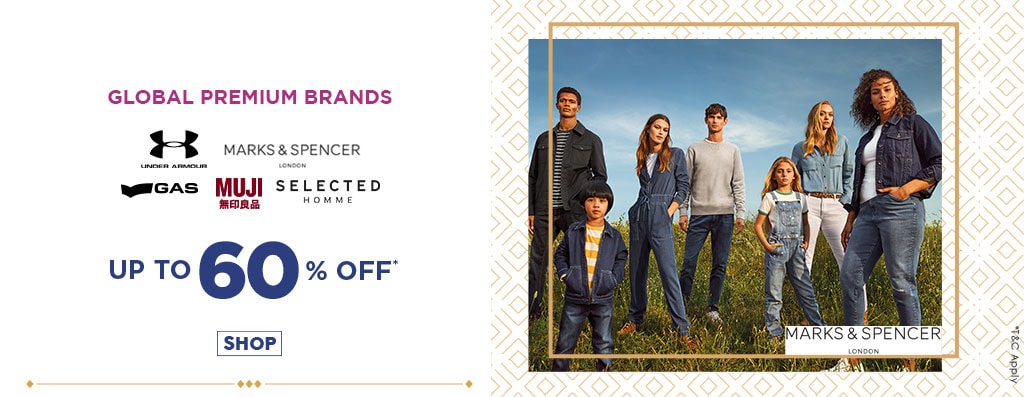 GLOBAL PREMIUM BRANDS
UNDER ARMOUR
MARKS & SPENCER
LONDON
GAS
MUJI
無印良品
SELECTED
HOMME
UP TO 60% OFF*
SHOP
MARKS & SPENCER
LONDON
*T&C Apply